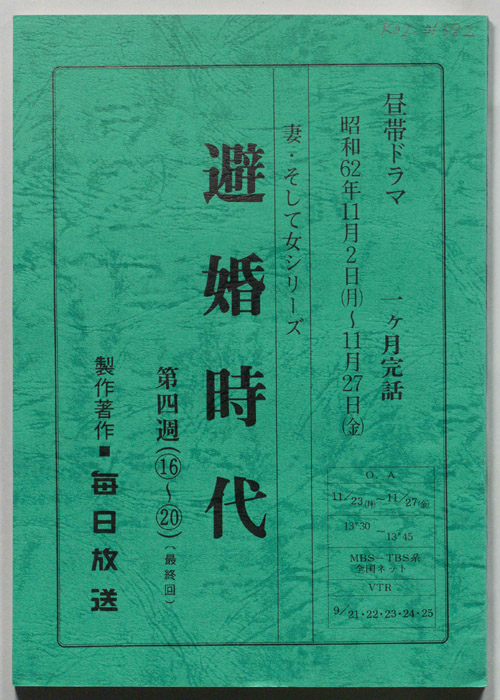 昼帯ドラマ 一ヶ月完話
昭和62年11月2日(月)〜11月27日(金)
妻・そして女シリーズ
避婚時代
第四週(⑯〜⑳)(最終回)
製作著作■毎日放送
O.A
11/23(月)〜11/27(金)
13°30―13°45
MBS―TBS系
全国ネット
VTR
9/21・22・23・24・25